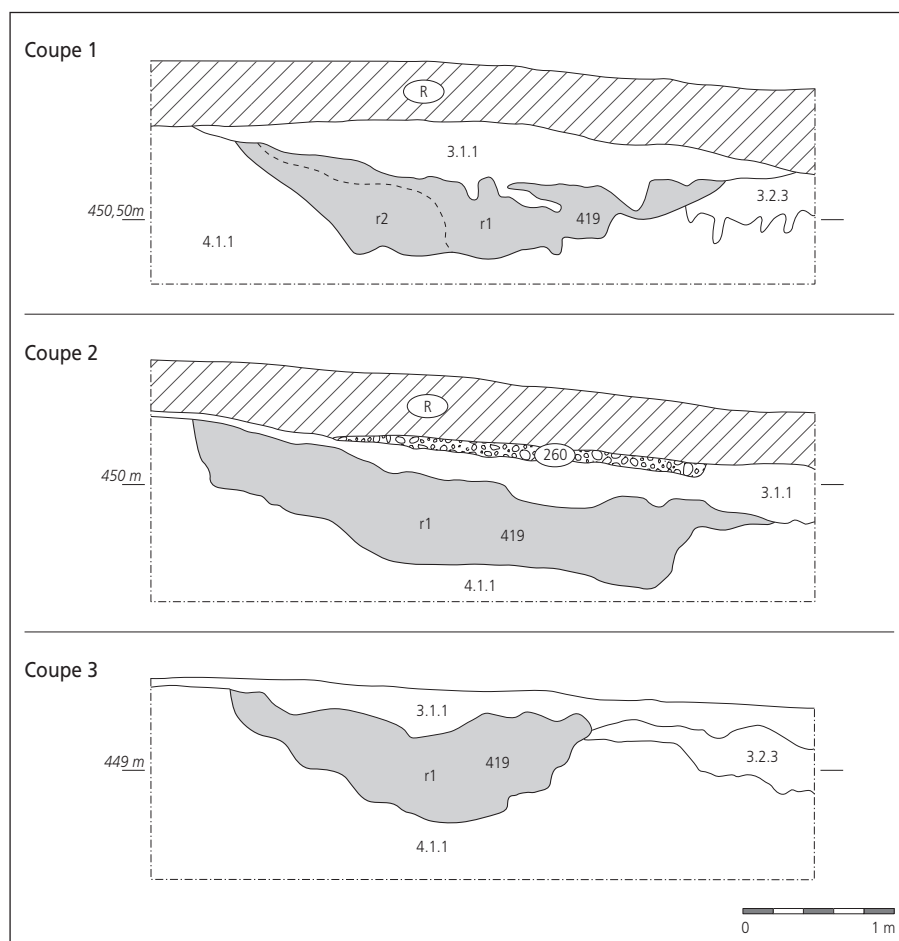 Coupe 1
R
3.1.1
3.2.3
450,50m
r2
r1
419
4.1.1
Coupe 2
R
260
450 m
3.1.1
r1
419
4.1.1
Coupe 3
3.1.1
3.2.3
449 m
r1
419
4.1.1
0
1 m